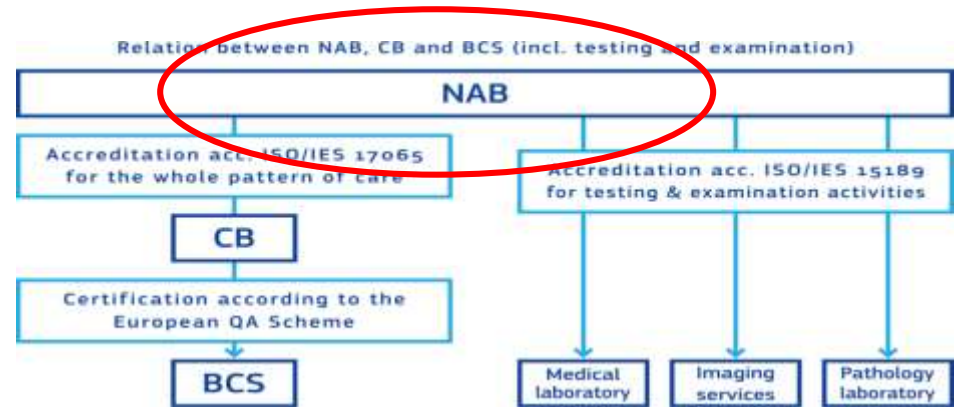 Relation between NAB, CB and BCS (incl. testing and examination)
NAB
Accreditation acc. ISO/IES 17065
for the whole pattern of care
Accreditation acc. ISO/IES 15189
for testing & examination activities
CB
Certification according to the
European QA Scheme
BCS
Medical
laboratory
Imaging
services
Pathology
laboratory